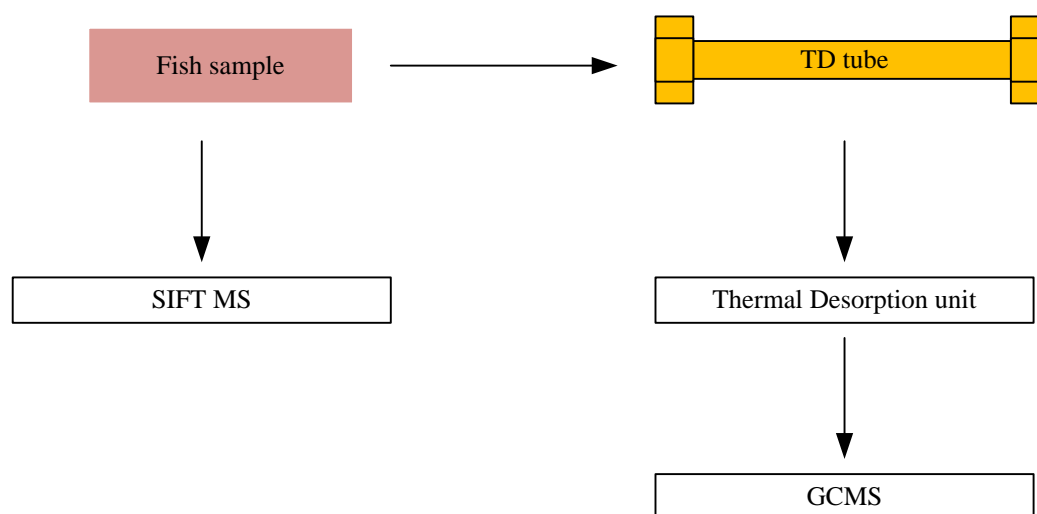 Fish sample
TD tube
SIFT MS
Thermal Desorption unit
GCMS